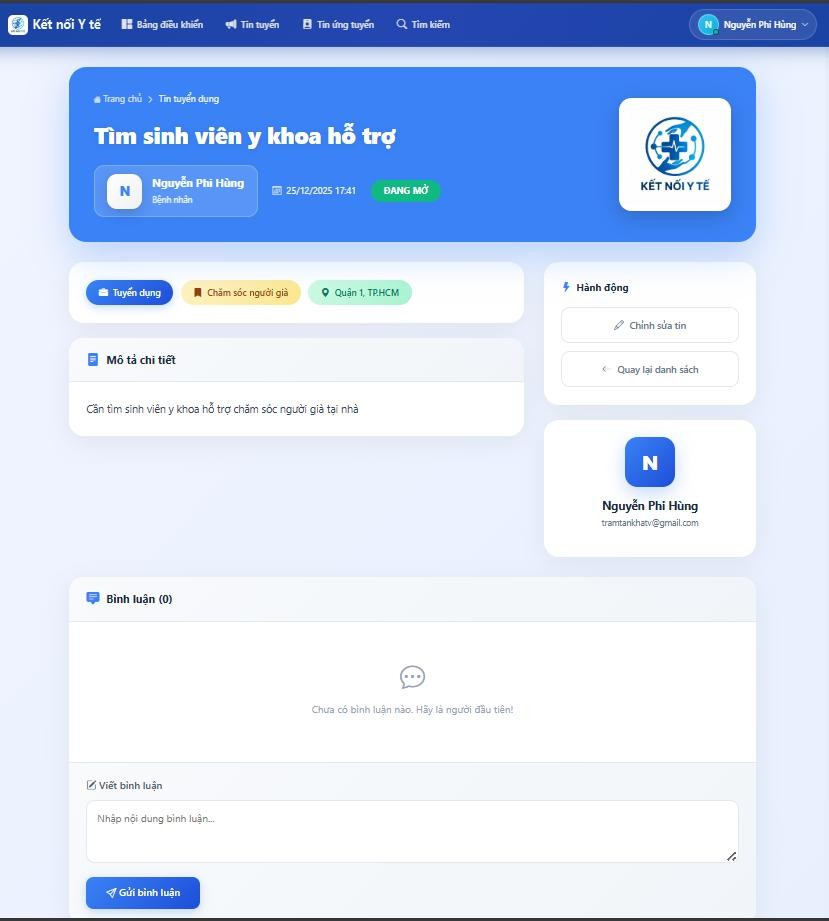 Kết nối Y tế
Bảng điều khiển
Tin tuyển
Tin ứng tuyển
Tìm kiếm
N
Nguyễn Phi Hùng
Trang chủ > Tin tuyển dụng
Tìm sinh viên y khoa hỗ trợ
N
Nguyễn Phi Hùng
Bệnh nhân
25/12/2025 17:41
ĐANG MỞ
KẾT NỐI Y TẾ
Tuyển dụng
Chăm sóc người già
Quận 1, TP.HCM
Mô tả chi tiết
Cần tìm sinh viên y khoa hỗ trợ chăm sóc người già tại nhà
Hành động
Chỉnh sửa tin
Quay lại danh sách
N
Nguyễn Phi Hùng
tramtankhatv@gmail.com
Bình luận (0)
Chưa có bình luận nào. Hãy là người đầu tiên!
Viết bình luận
Nhập nội dung bình luận...
Gửi bình luận